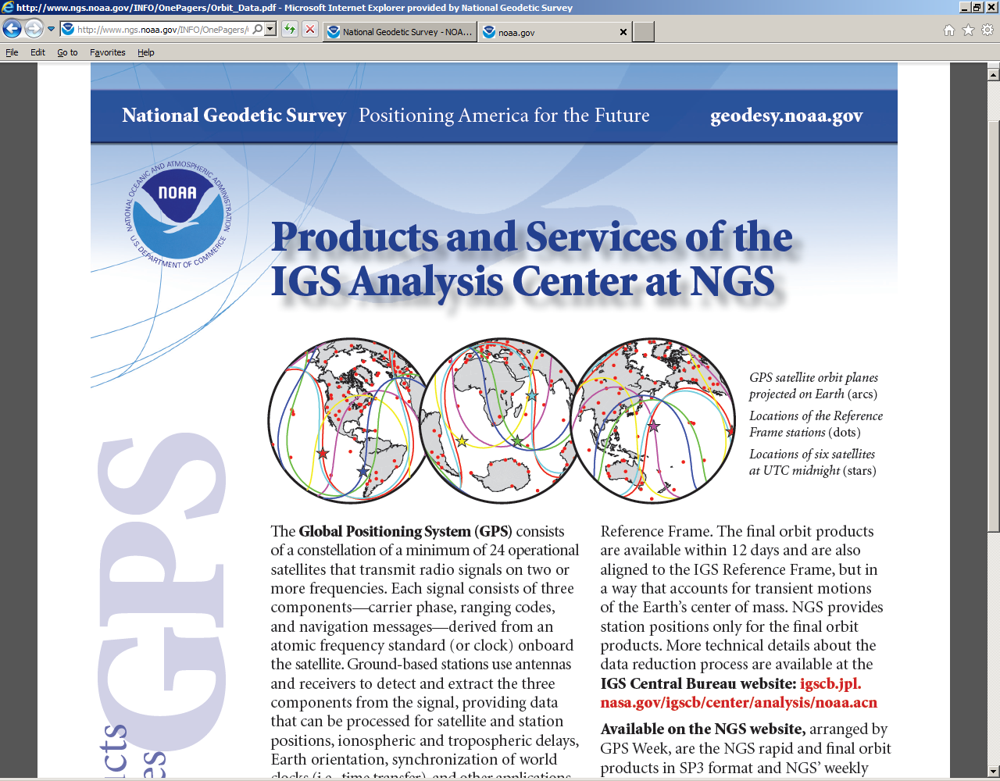 http://www.ngs.noaa.gov/INFO/OnePagers/Orbit_Data.pdf - Microsoft Internet Explorer provided by National Geodetic Survey
http://www.ngs.noaa.gov/INFO/OnePagers/
National Geodetic Survey - NOA...
noaa.gov
File Edit Go to Favorites Help
National Geodetic Survey Positioning America for the Future geodesy.noaa.gov
NATIONAL OCEANIC AND ATMOSPHERIC ADMINISTRATION
NOAA
U.S. DEPARTMENT OF COMMERCE
Products and Services of the
IGS Analysis Center at NGS
GPS satellite orbit planes
projected on Earth (arcs)
Locations of the Reference
Frame stations (dots)
Locations of six satellites
at UTC midnight (stars)
GPS
The Global Positioning System (GPS) consists
of a constellation of a minimum of 24 operational
satellites that transmit radio signals on two or
more frequencies. Each signal consists of three
components—carrier phase, ranging codes,
and navigation messages—derived from an
atomic frequency standard (or clock) onboard
the satellite. Ground-based stations use antennas
and receivers to detect and extract the three
components from the signal, providing data
that can be processed for satellite and station
positions, ionospheric and tropospheric delays,
Earth orientation, synchronization of world
clocks (i.e., time transfer), and other applications
Reference Frame. The final orbit products
are available within 12 days and are also
aligned to the IGS Reference Frame, but in
a way that accounts for transient motions
of the Earth's center of mass. NGS provides
station positions only for the final orbit
products. More technical details about the
data reduction process are available at the
IGS Central Bureau website: igscb.jpl.
nasa.gov/igscb/center/analysis/noaa.acn
Available on the NGS website, arranged by
GPS Week, are the NGS rapid and final orbit
products in SP3 format and NGS' weekly